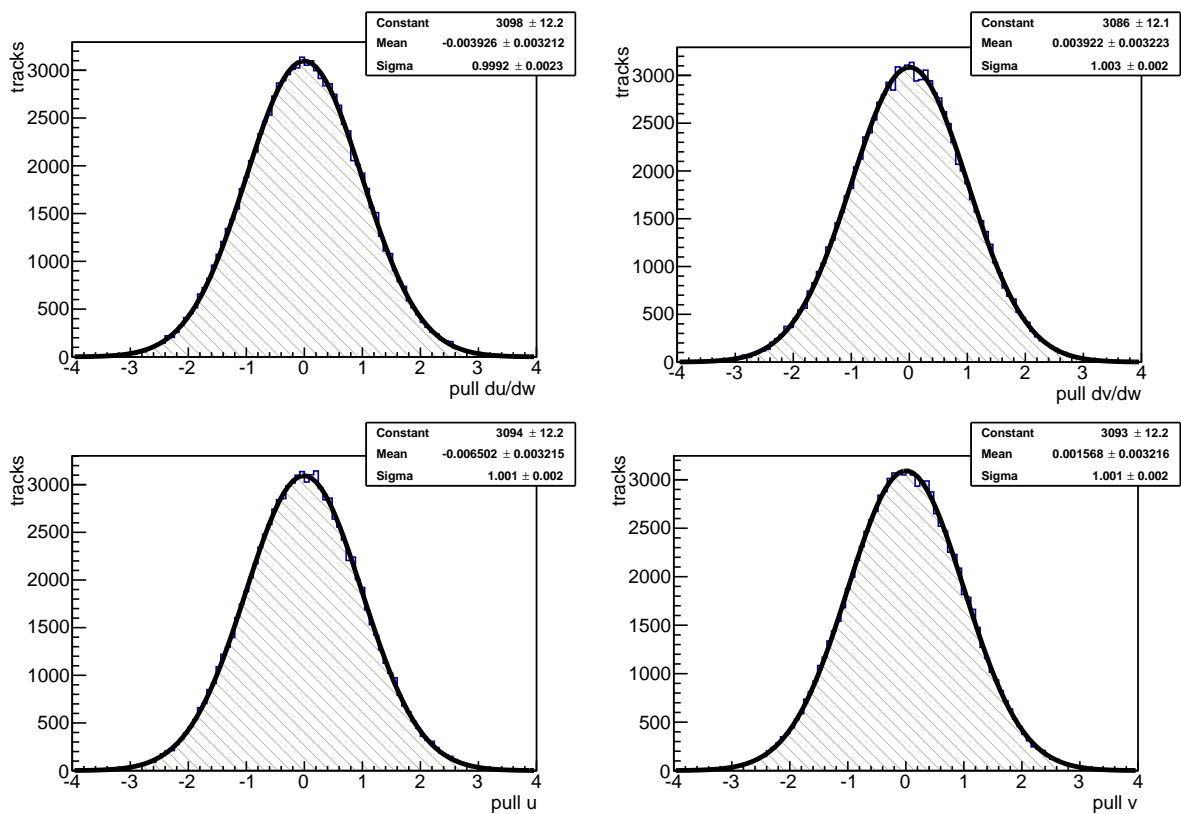 Constant 3098 ± 12.2
Mean -0.003926 ± 0.003212
Sigma 0.9992 ± 0.0023
tracks
3000
2500
2000
1500
1000
500
0
-4 -3 -2 -1 0 1 2 3 4
pull du/dw
Constant 3086 ± 12.1
Mean 0.003922 ± 0.003223
Sigma 1.003 ± 0.002
tracks
3000
2500
2000
1500
1000
500
0
-4 -3 -2 -1 0 1 2 3 4
pull dv/dw
Constant 3094 ± 12.2
Mean -0.006502 ± 0.003215
Sigma 1.001 ± 0.002
tracks
3000
2500
2000
1500
1000
500
0
-4 -3 -2 -1 0 1 2 3 4
pull u
Constant 3093 ± 12.2
Mean 0.001568 ± 0.003216
Sigma 1.001 ± 0.002
tracks
3000
2500
2000
1500
1000
500
0
-4 -3 -2 -1 0 1 2 3 4
pull v